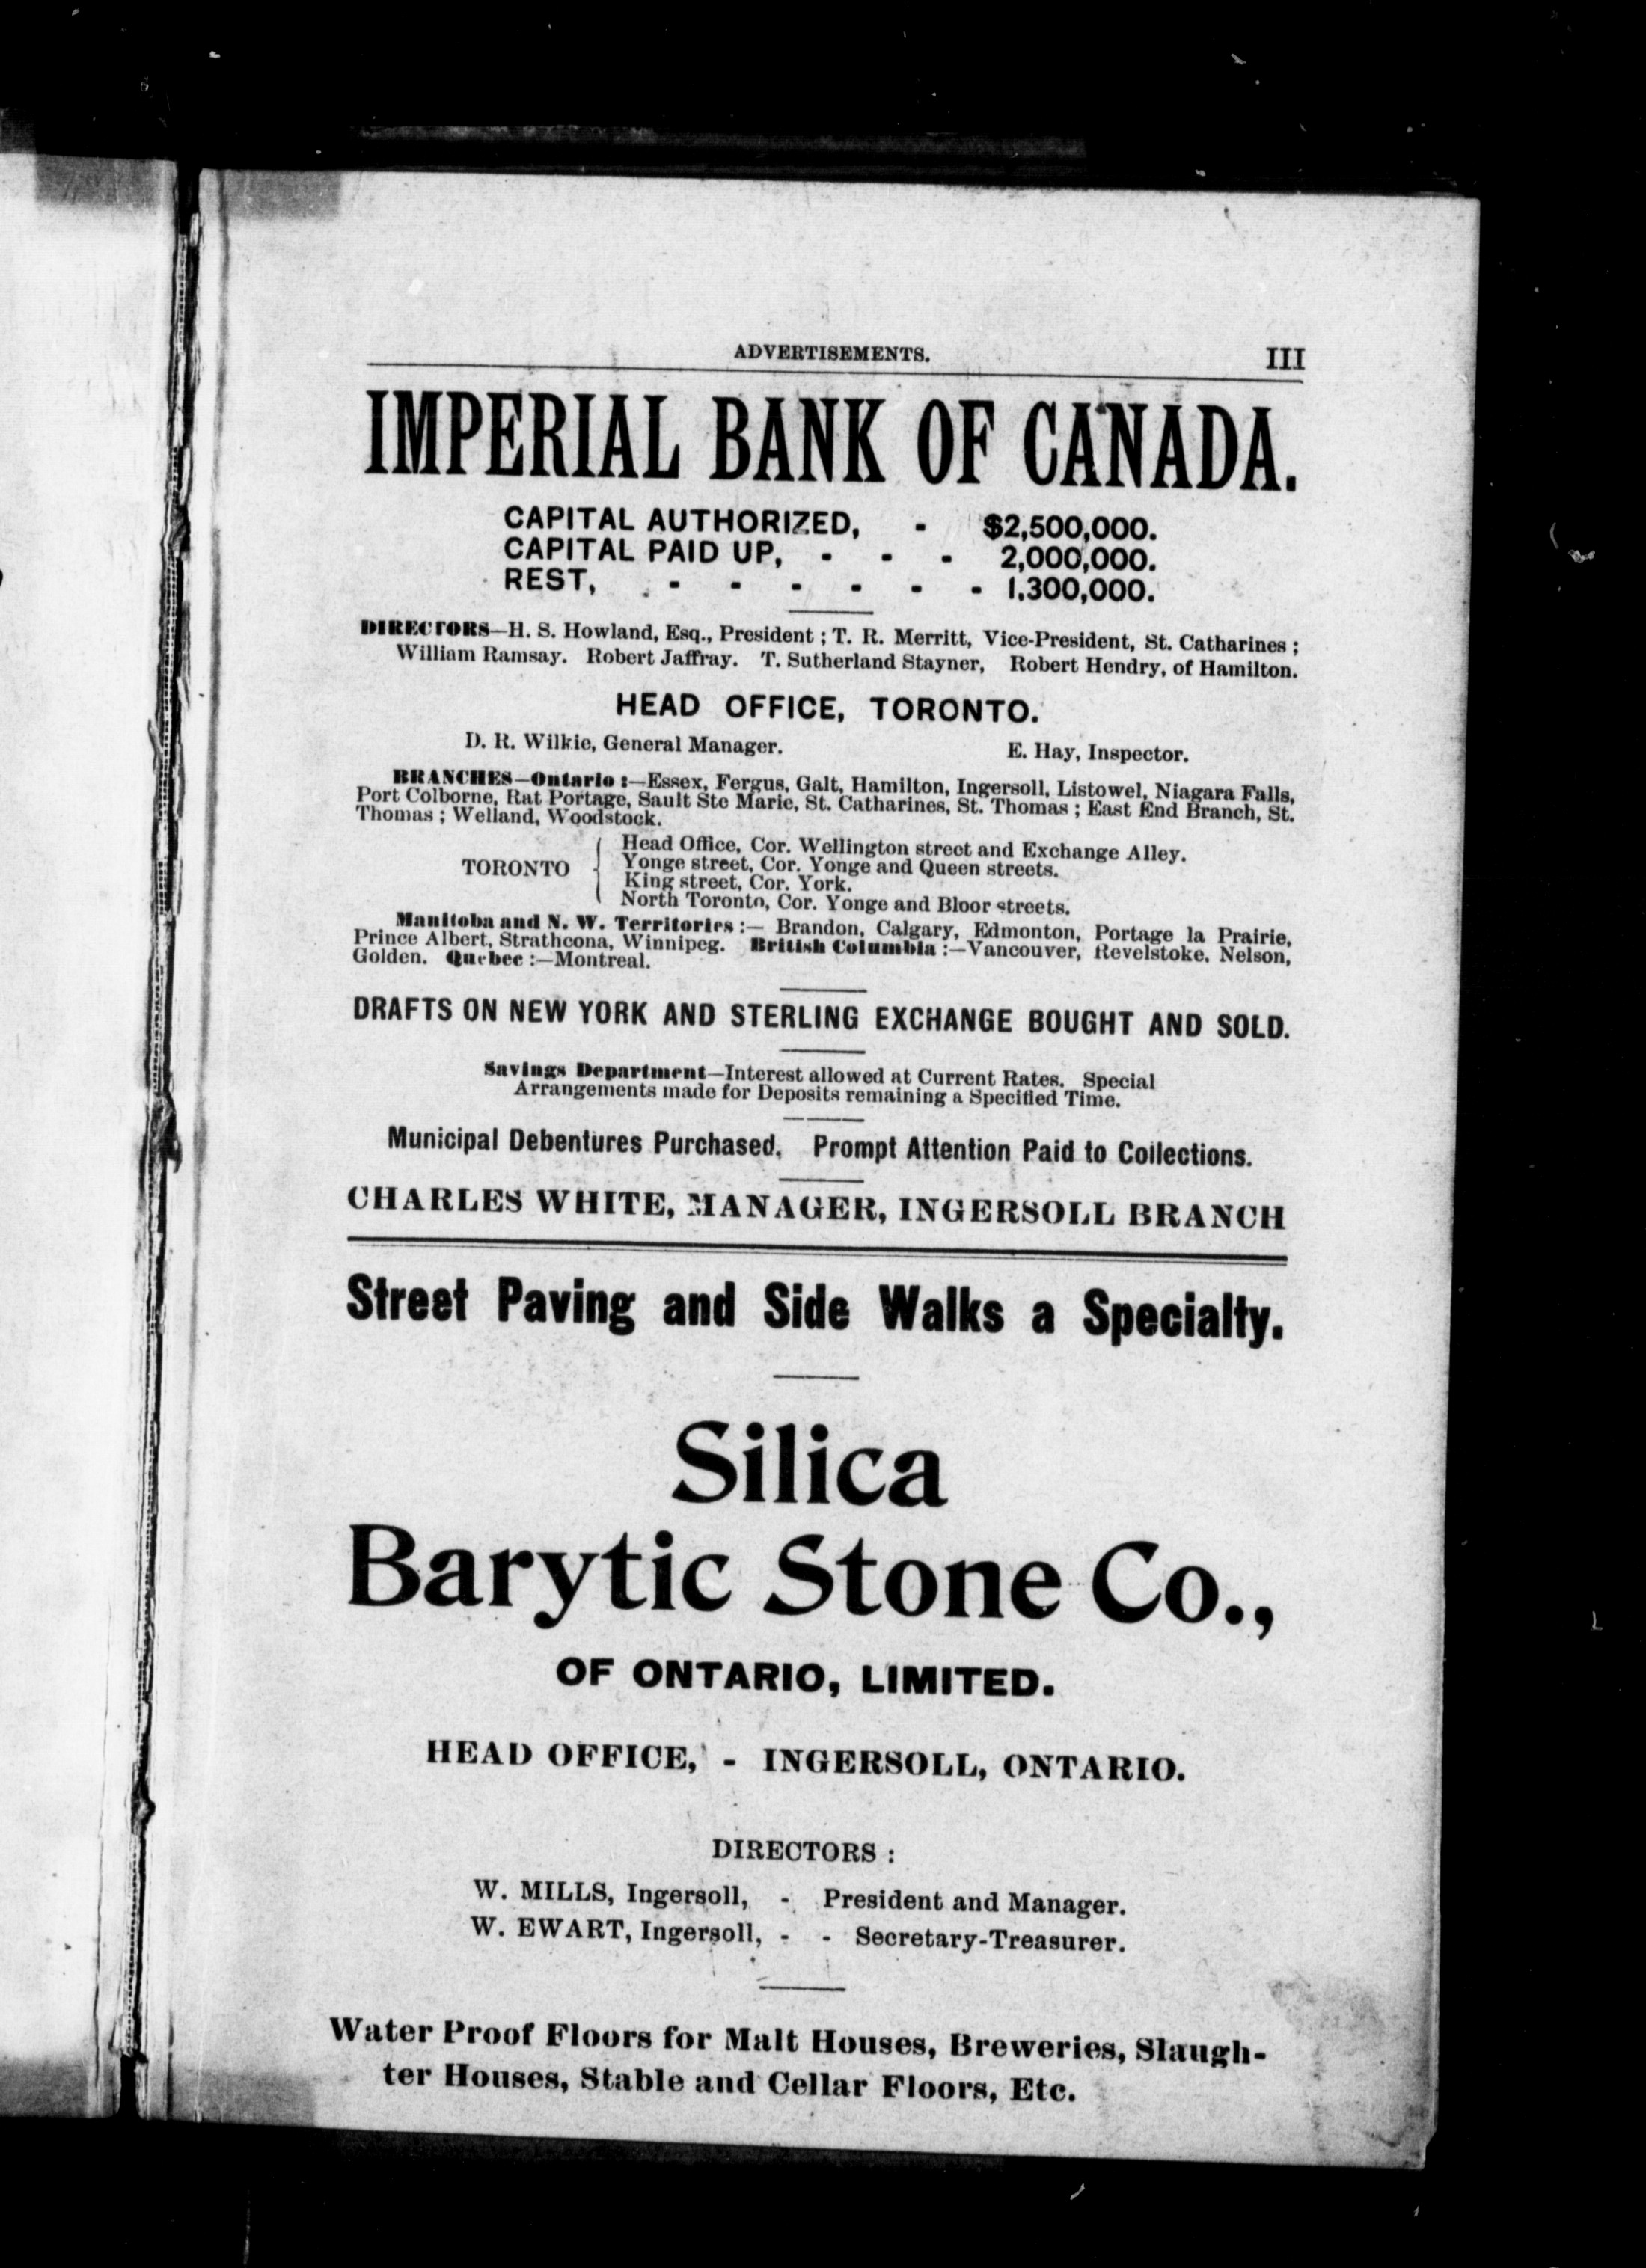 ADVERTISEMENTS. III
IMPERIAL BANK OF CANADA.
CAPITAL AUTHORIZED, - $2,500,000.
CAPITAL PAID UP, - - - 2,000,000.
REST, - - - - - - 1,300,000.
DIRECTORS—H. S. Howland, Esq., President ; T. R. Merritt, Vice-President, St. Catharines ;
William Ramsay. Robert Jaffray. T. Sutherland Stayner, Robert Hendry, of Hamilton.
HEAD OFFICE, TORONTO.
D. R. Wilkie, General Manager. E. Hay, Inspector.
BRANCHES—Ontario :—Essex, Fergus, Galt, Hamilton, Ingersoll, Listowel, Niagara Falls,
Port Colborne, Rat Portage, Sault Ste Marie, St. Catharines, St. Thomas ; East End Branch, St.
Thomas ; Welland, Woodstock.
Head Office, Cor. Wellington street and Exchange Alley.
TORONTO { Yonge street, Cor. Yonge and Queen streets.
King street, Cor. York.
North Toronto, Cor. Yonge and Bloor streets.
Manitoba and N. W. Territories :— Brandon, Calgary, Edmonton, Portage la Prairie,
Prince Albert, Strathcona, Winnipeg. British Columbia :—Vancouver, Revelstoke. Nelson,
Golden. Quebec :—Montreal.
DRAFTS ON NEW YORK AND STERLING EXCHANGE BOUGHT AND SOLD.
Savings Department—Interest allowed at Current Rates. Special
Arrangements made for Deposits remaining a Specified Time.
Municipal Debentures Purchased. Prompt Attention Paid to Collections.
CHARLES WHITE, MANAGER, INGERSOLL BRANCH
Street Paving and Side Walks a Specialty.
Silica
Barytic Stone Co.,
OF ONTARIO, LIMITED.
HEAD OFFICE, - INGERSOLL, ONTARIO.
DIRECTORS :
W. MILLS, Ingersoll, - President and Manager.
W. EWART, Ingersoll, - - Secretary-Treasurer.
Water Proof Floors for Malt Houses, Breweries, Slaugh-
ter Houses, Stable and Cellar Floors, Etc.